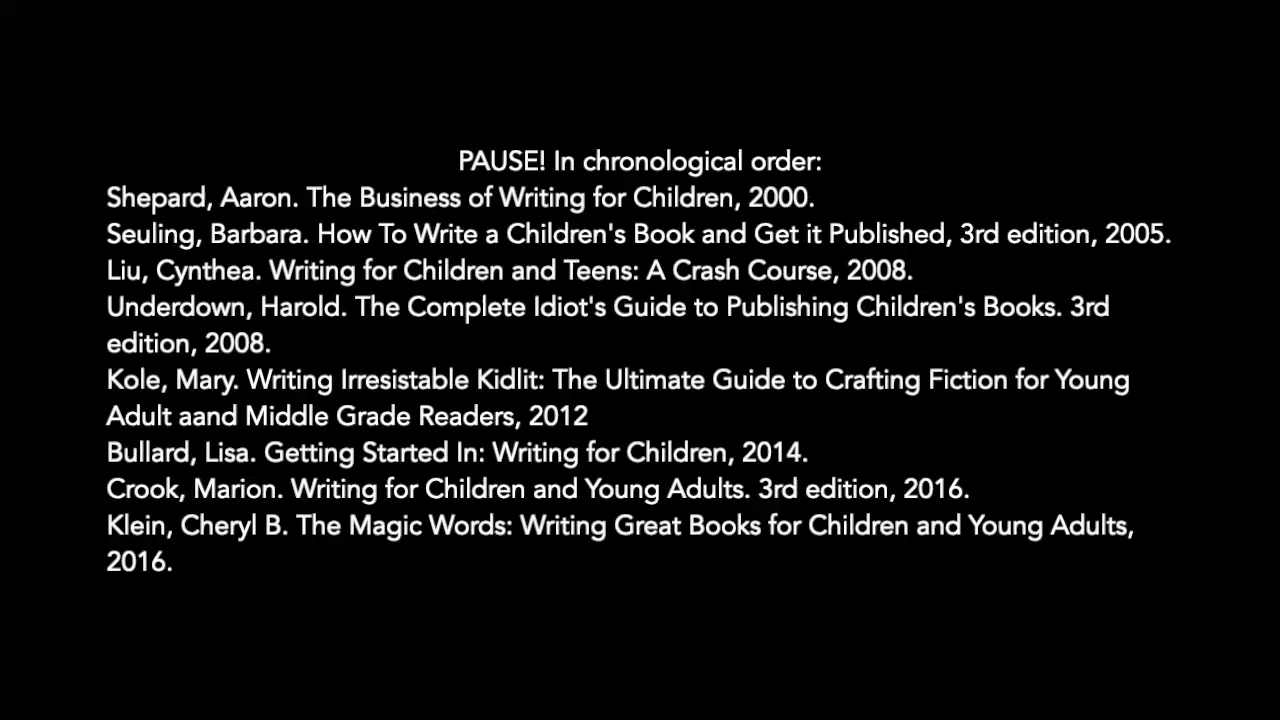 PAUSE! In chronological order:
Shepard, Aaron. The Business of Writing for Children, 2000.
Seuling, Barbara. How To Write a Children's Book and Get it Published, 3rd edition, 2005.
Liu, Cynthea. Writing for Children and Teens: A Crash Course, 2008.
Underdown, Harold. The Complete Idiot's Guide to Publishing Children's Books. 3rd
edition, 2008.
Kole, Mary. Writing Irresistable Kidlit: The Ultimate Guide to Crafting Fiction for Young
Adult aand Middle Grade Readers, 2012
Bullard, Lisa. Getting Started In: Writing for Children, 2014.
Crook, Marion. Writing for Children and Young Adults. 3rd edition, 2016.
Klein, Cheryl B. The Magic Words: Writing Great Books for Children and Young Adults,
2016.